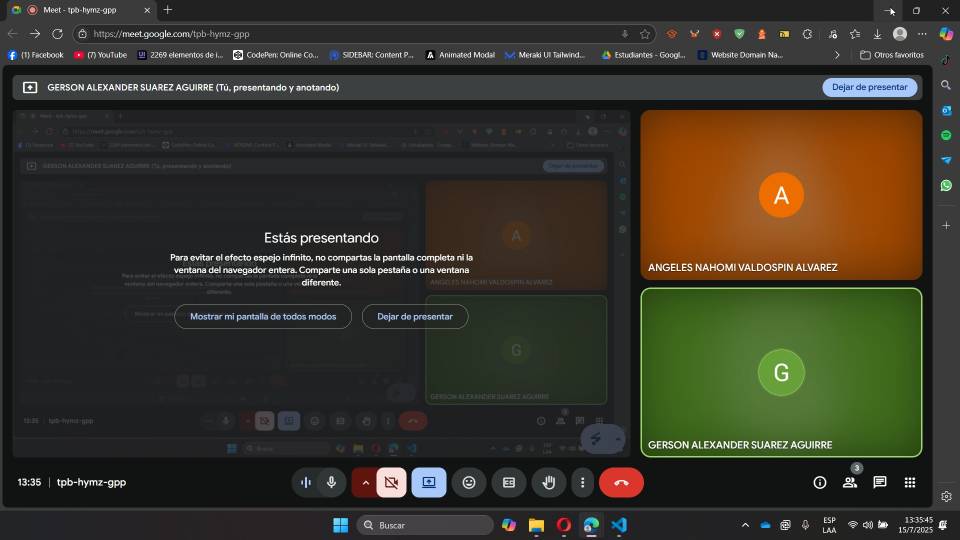 Meet - tpb-hymz-gpp
https://meet.google.com/tpb-hymz-gpp
(1) Facebook
(7) YouTube
2269 elementos de i...
CodePen: Online Co...
SIDEBAR: Content P...
Animated Modal
Meraki UI Tailwind...
Estudiantes - Googl...
Website Domain Na...
Otros favoritos
GERSON ALEXANDER SUAREZ AGUIRRE (Tú, presentando y anotando)
Dejar de presentar
Estás presentando
Para evitar el efecto espejo infinito, no compartas la pantalla completa ni la
ventana del navegador entera. Comparte una sola pestaña o una ventana
diferente.
Mostrar mi pantalla de todos modos
Dejar de presentar
A
ANGELES NAHOMI VALDOSPIN ALVAREZ
G
GERSON ALEXANDER SUAREZ AGUIRRE
13:35 | tpb-hymz-gpp
3
Buscar
ESP
LAA
13:35:45
15/7/2025